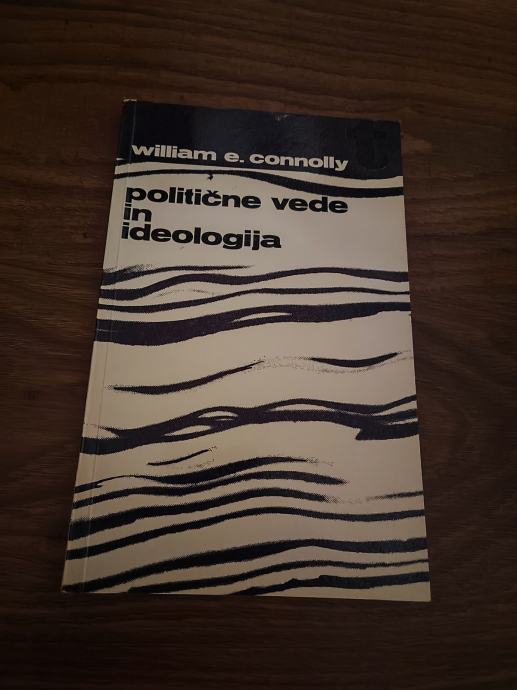 william e. connolly
politične vede
in
ideologija